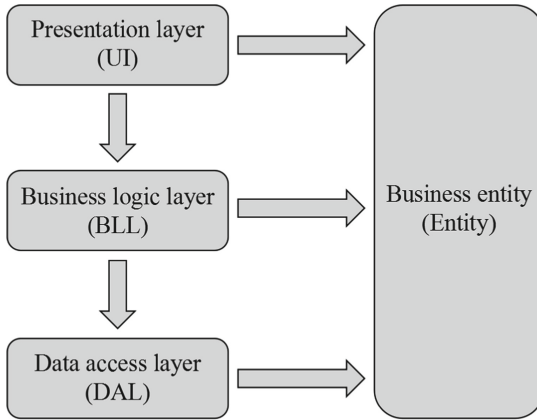 Presentation layer
(UI)
Business logic layer
(BLL)
Business entity
(Entity)
Data access layer
(DAL)